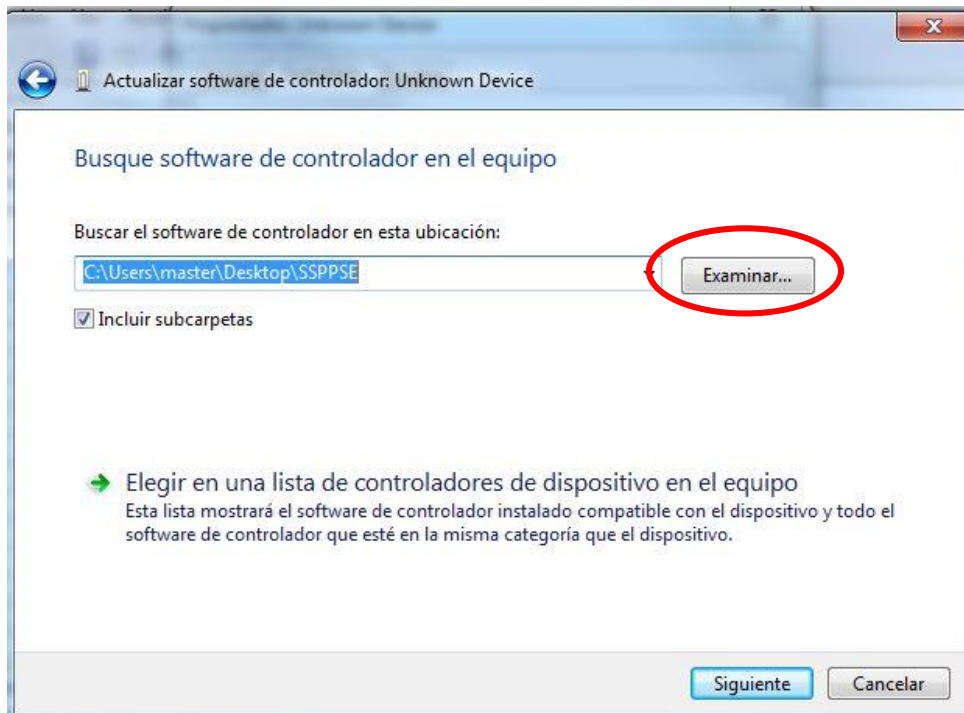 Propiedades: Unknown Device
Actualizar software de controlador: Unknown Device
Busque software de controlador en el equipo
Buscar el software de controlador en esta ubicación:
C:\Users\master\Desktop\SSPPSE
Examinar...
Incluir subcarpetas
Elegir en una lista de controladores de dispositivo en el equipo
Esta lista mostrará el software de controlador instalado compatible con el dispositivo y todo el
software de controlador que esté en la misma categoría que el dispositivo.
Siguiente
Cancelar